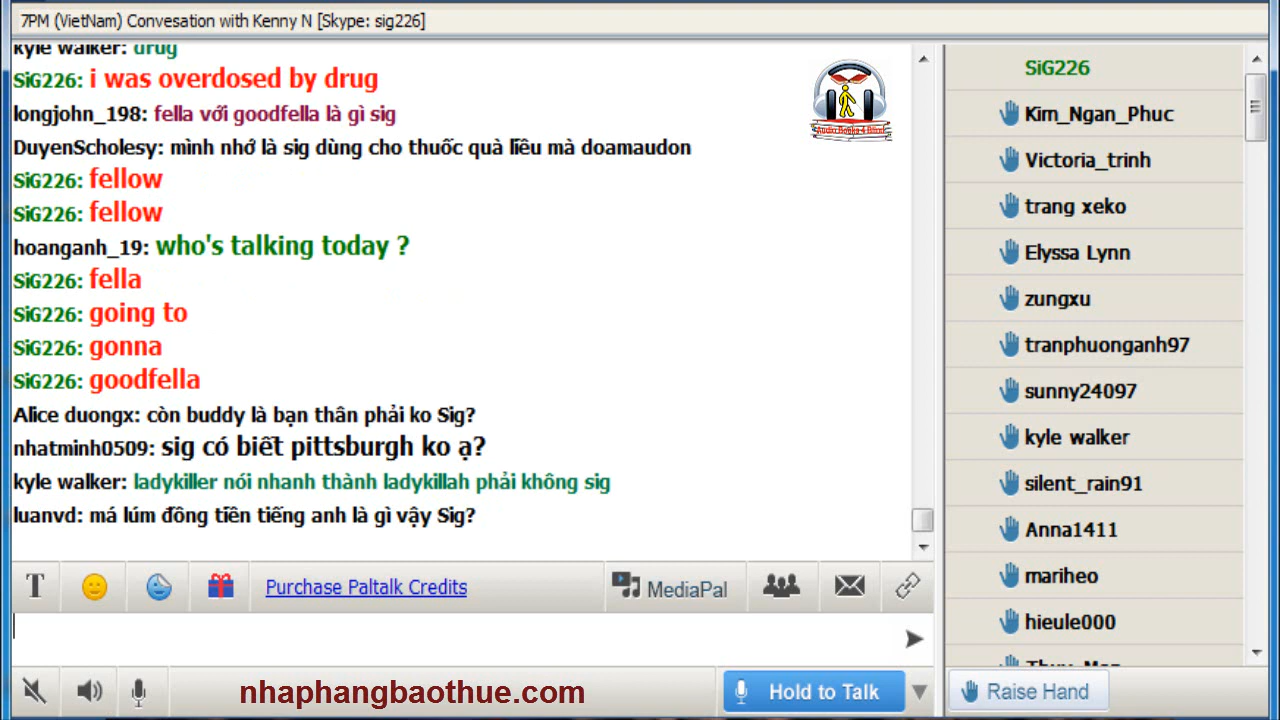 7PM (VietNam) Convesation with Kenny N [Skype: sig226]
kyle walker: drug
SiG226: i was overdosed by drug
longjohn_198: fella với goodfella là gì sig
DuyenScholesy: mình nhớ là sig dùng cho thuốc quà liều mà doamaudon
SiG226: fellow
SiG226: fellow
hoanganh_19: who's talking today ?
SiG226: fella
SiG226: going to
SiG226: gonna
SiG226: goodfella
Alice duongx: còn buddy là bạn thân phải ko Sig?
nhatminh0509: sig có biết pittsburgh ko ạ?
kyle walker: ladykiller nói nhanh thành ladykillah phải không sig
luanvd: má lúm đồng tiền tiếng anh là gì vậy Sig?
Audio Books 4 Blind
T
Purchase Paltalk Credits
MediaPal
nhaphangbaothue.com
Hold to Talk
SiG226
Kim_Ngan_Phuc
Victoria_trinh
trang xeko
Elyssa Lynn
zungxu
tranphuonganh97
sunny24097
kyle walker
silent_rain91
Anna1411
mariheo
hieule000
Raise Hand